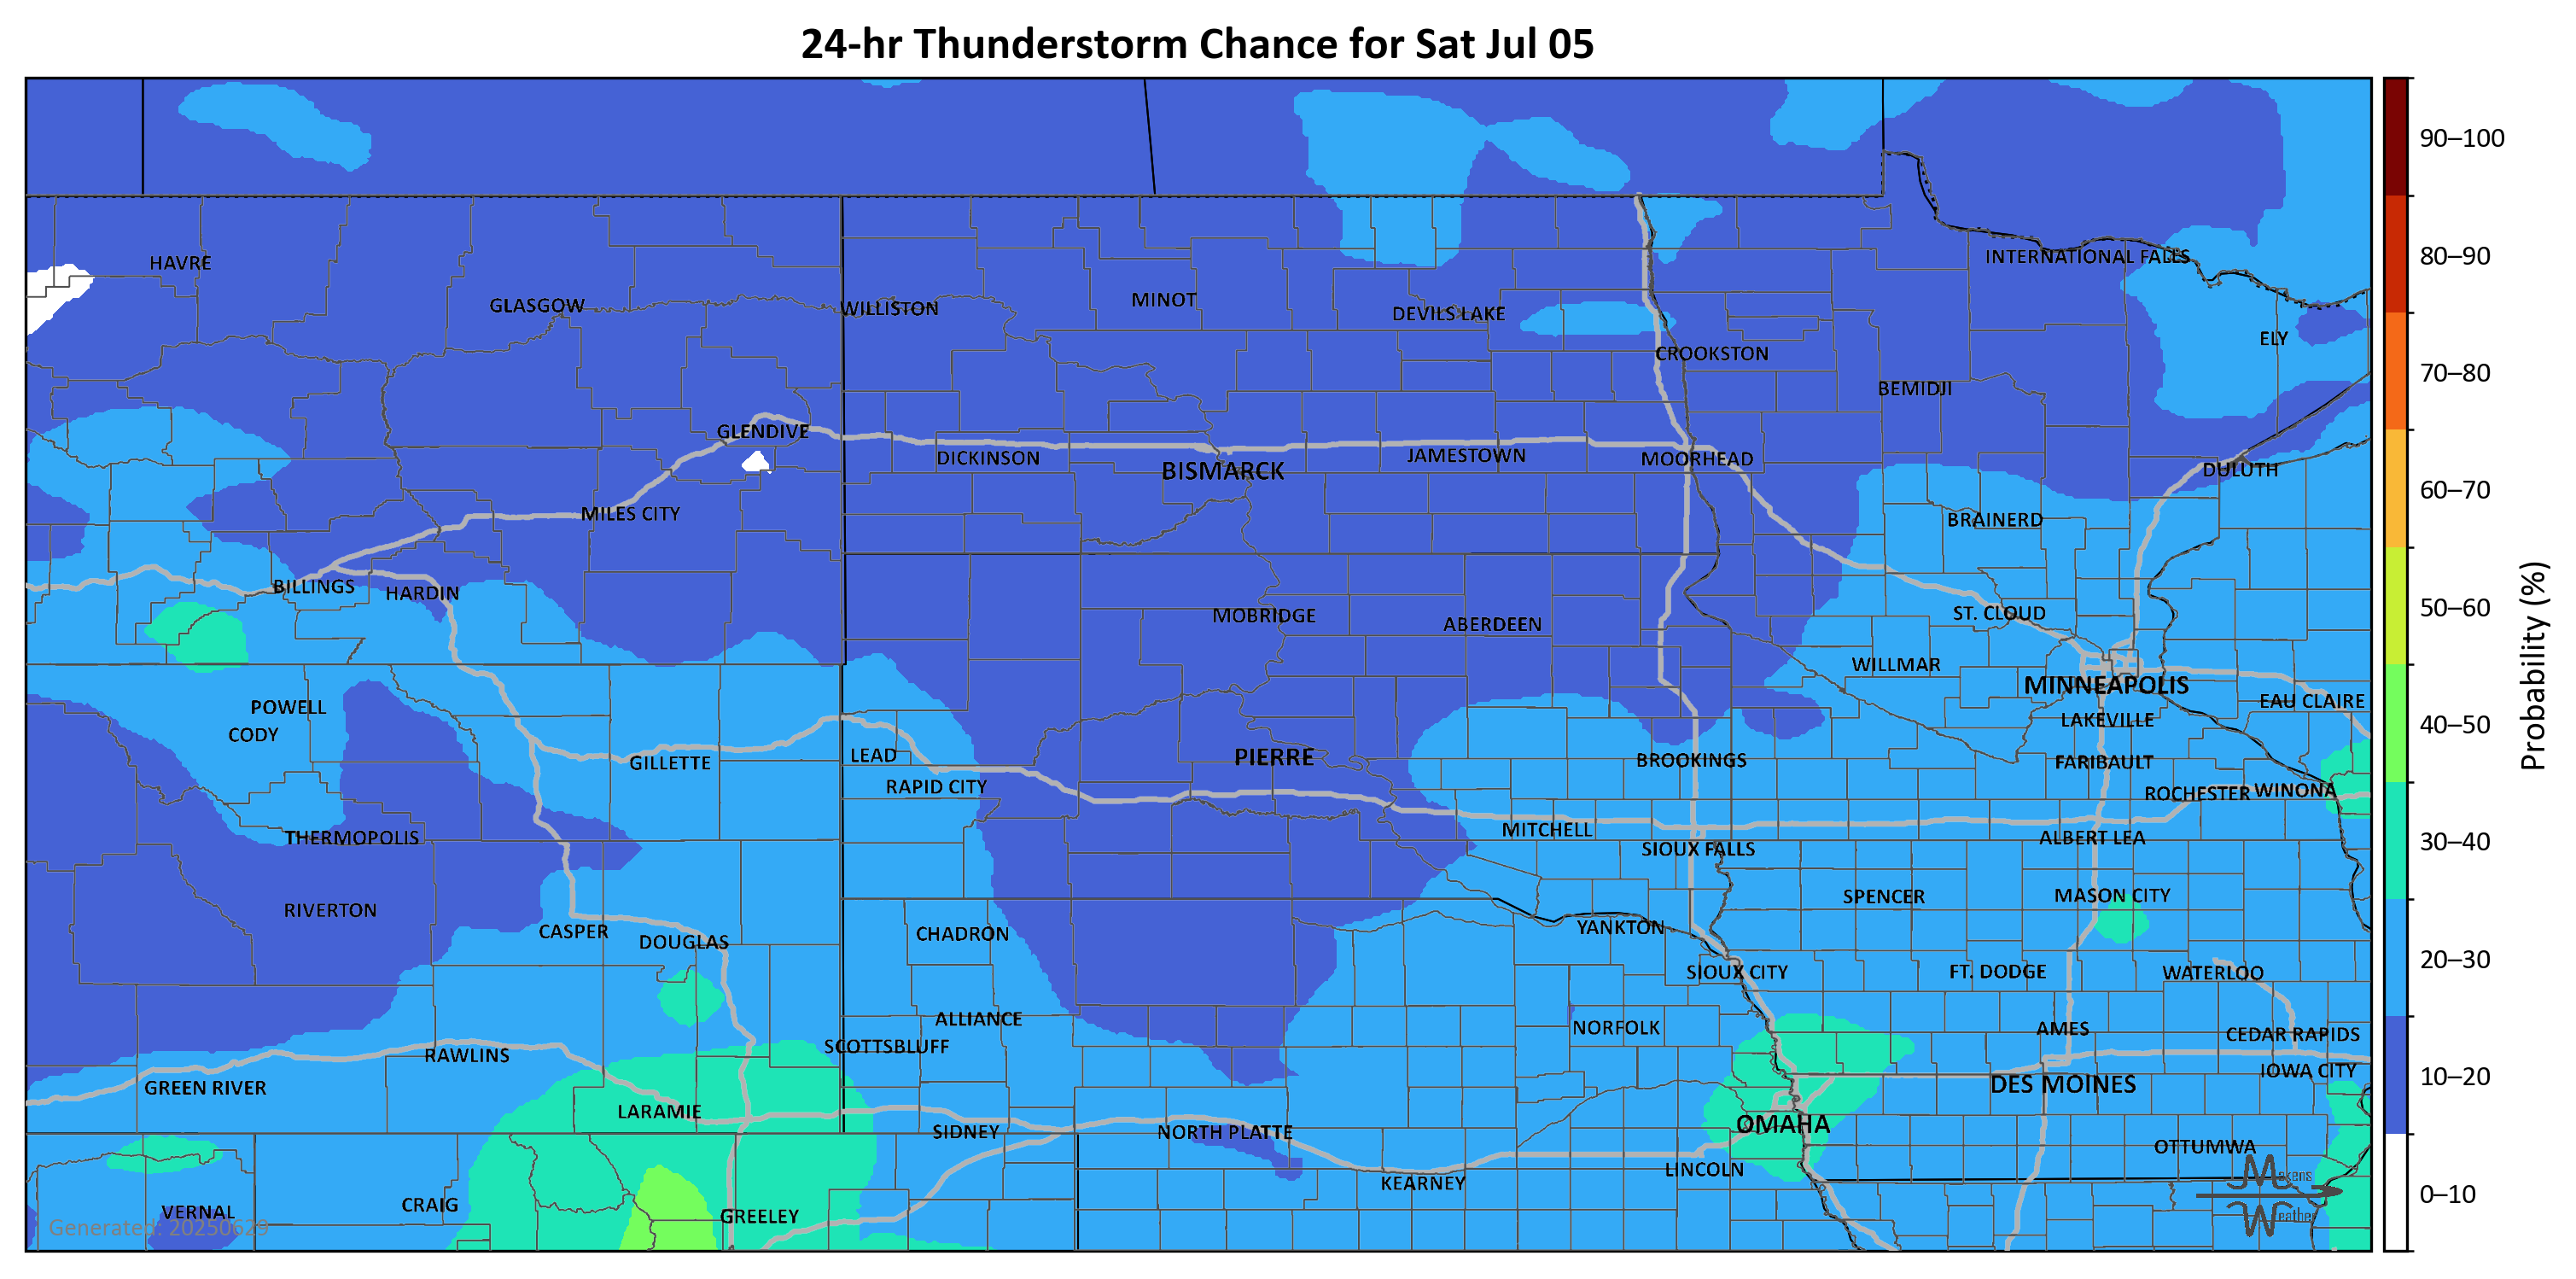 24-hr Thunderstorm Chance for Sat Jul 05
90–100
HAVRE
INTERNATIONAL FALLS
80–90
GLASGOW
WILLISTON
MINOT
DEVILS LAKE
ELY
CROOKSTON
70–80
BEMIDJI
GLENDIVE
DICKINSON
BISMARCK
JAMESTOWN
MOORHEAD
DULUTH
60–70
MILES CITY
BRAINERD
BILLINGS
HARDIN
MOBRIDGE
ABERDEEN
ST. CLOUD
50–60
WILLMAR
MINNEAPOLIS
Probability (%)
POWELL
EAU CLAIRE
CODY
LAKEVILLE
40–50
GILLETTE
LEAD
PIERRE
BROOKINGS
FARIBAULT
RAPID CITY
ROCHESTER
WINONA
THERMOPOLIS
MITCHELL
SIOUX FALLS
ALBERT LEA
30–40
RIVERTON
SPENCER
MASON CITY
CASPER
DOUGLAS
CHADRON
YANKTON
SIOUX CITY
FT. DODGE
WATERLOO
20–30
ALLIANCE
NORFOLK
AMES
CEDAR RAPIDS
RAWLINS
SCOTTSBLUFF
IOWA CITY
GREEN RIVER
DES MOINES
10–20
LARAMIE
SIDNEY
NORTH PLATTE
OMAHA
OTTUMWA
LINCOLN
KEARNEY
Makens
Weather
0–10
VERNAL
CRAIG
GREELEY
Generated: 20250629